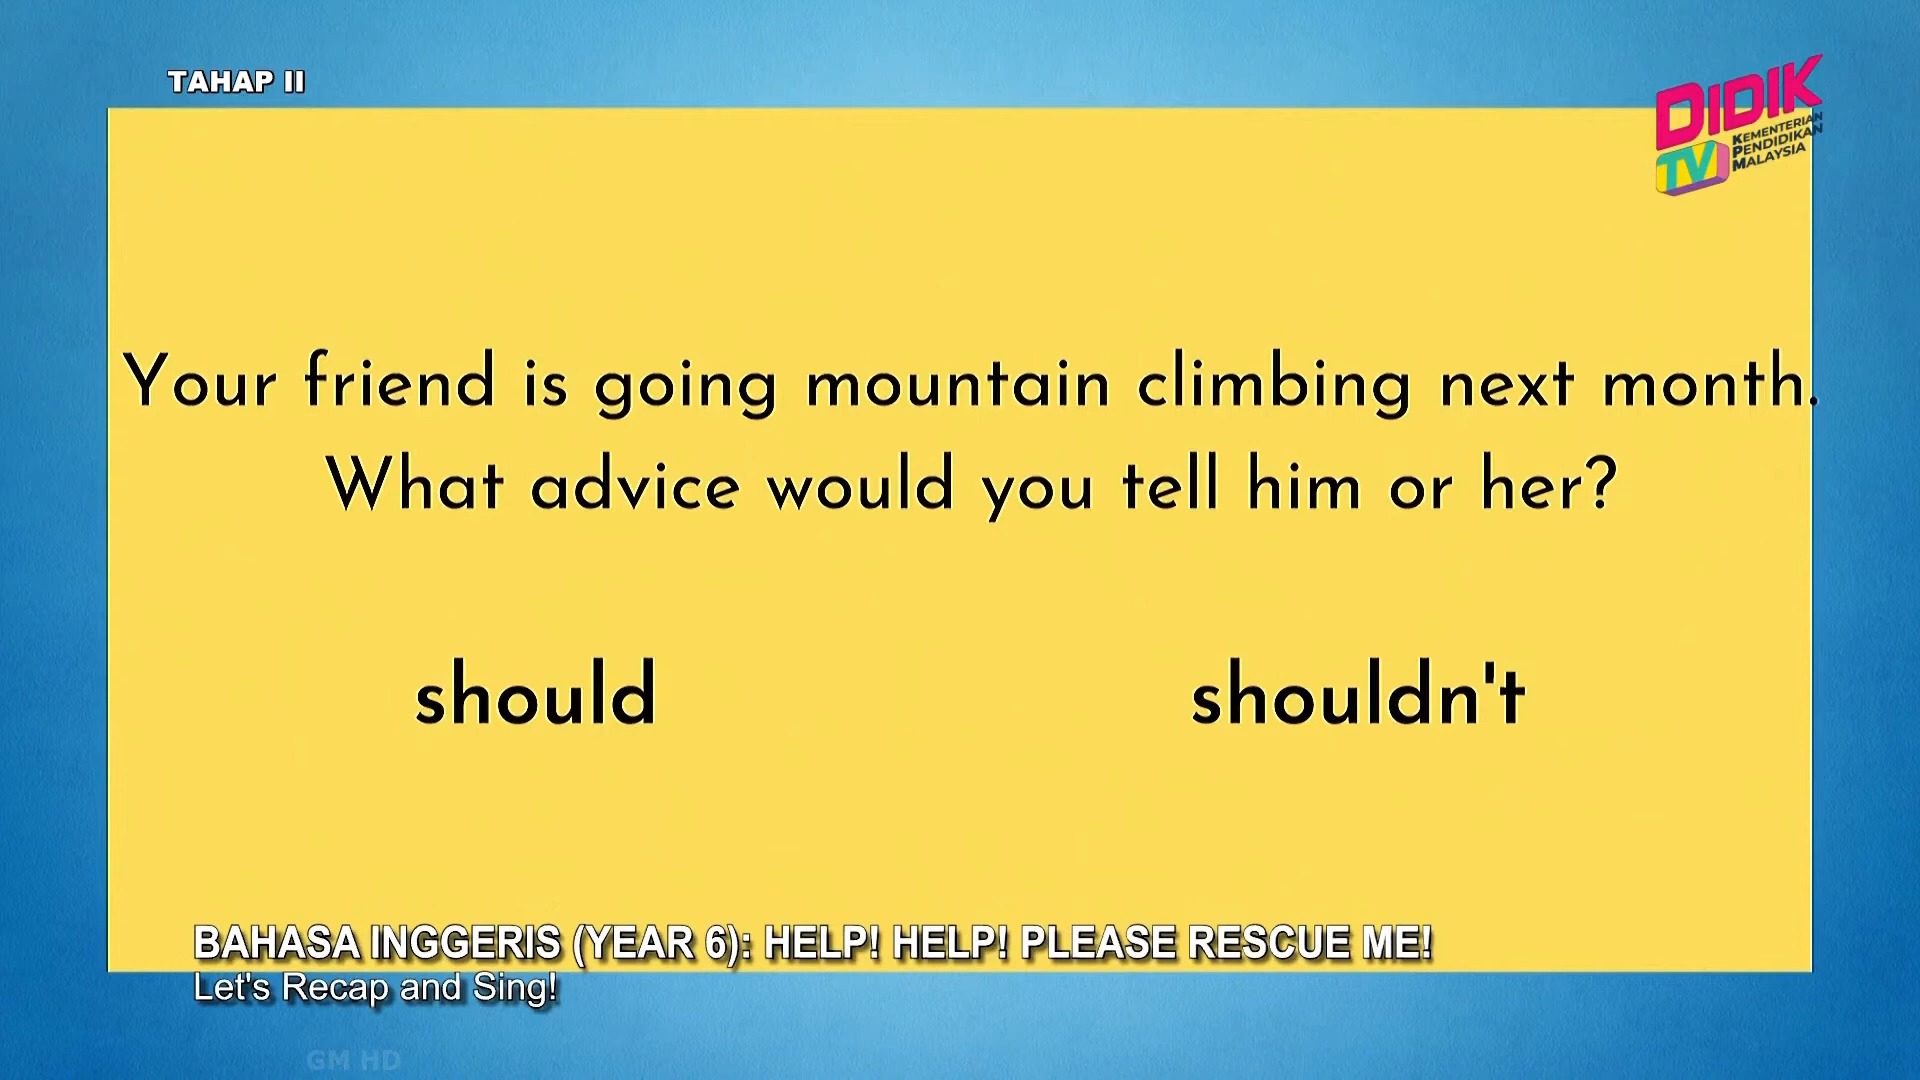 TAHAP II
DIDIK
TV
KEMENTERIAN
PENDIDIKAN
MALAYSIA
Your friend is going mountain climbing next month.
What advice would you tell him or her?
should shouldn't
BAHASA INGGERIS (YEAR 6): HELP! HELP! PLEASE RESCUE ME!
Let's Recap and Sing!
GM HD